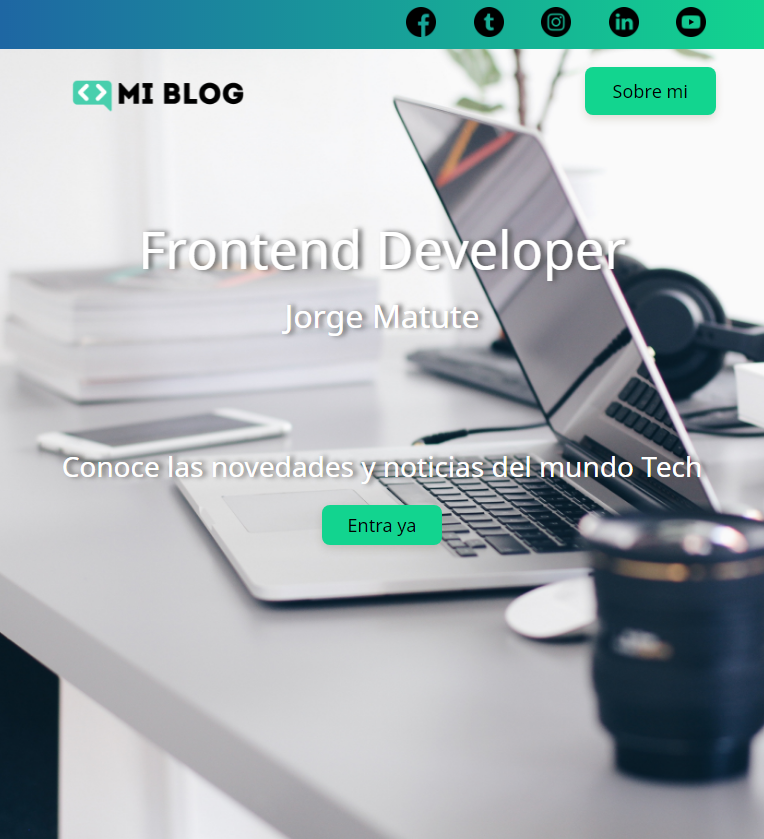 MI BLOG
Sobre mi
Frontend Developer
Jorge Matute
Conoce las novedades y noticias del mundo Tech
Entra ya